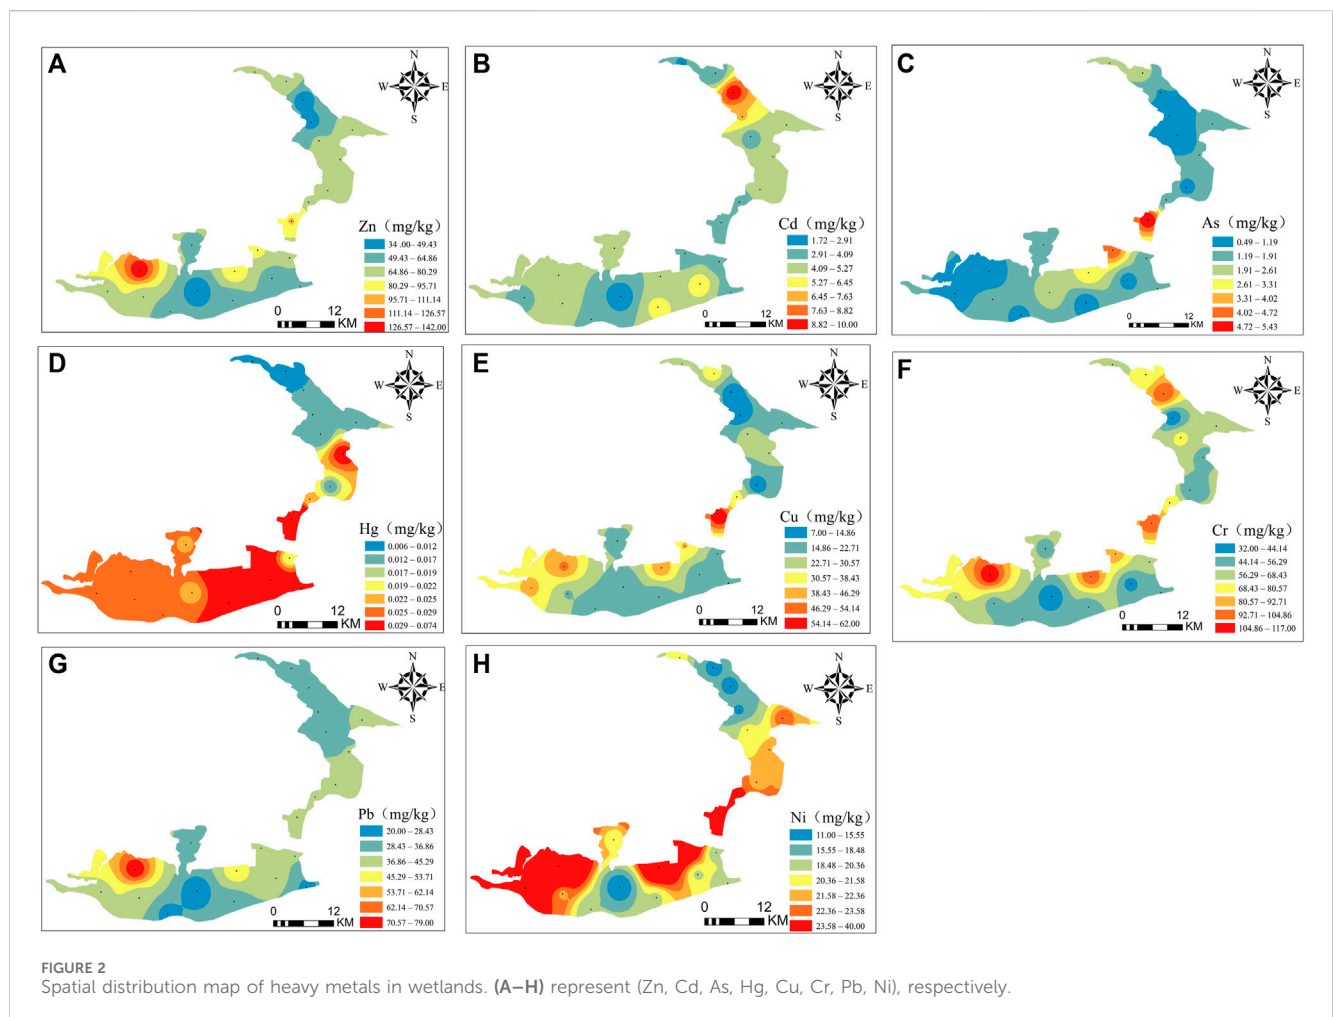 A
N
W
E
S
Zn（mg/kg）
34 .00–49.43
49.43 – 64.86
64.86 – 80.29
80.29 – 95.71
95.71 – 111.14
111.14 – 126.57
126.57 – 142.00
0
12
KM
B
N
W
E
S
Cd（mg/kg）
1.72 – 2.91
2.91 – 4.09
4.09 – 5.27
5.27 – 6.45
6.45 – 7.63
7.63 – 8.82
8.82 – 10.00
0
12
KM
C
N
W
E
S
As（mg/kg）
0.49 – 1.19
1.19 – 1.91
1.91 – 2.61
2.61 – 3.31
3.31 – 4.02
4.02 – 4.72
4.72 – 5.43
0
12
KM
D
N
W
E
S
Hg（mg/kg）
0.006 – 0.012
0.012 – 0.017
0.017 – 0.019
0.019 – 0.022
0.022 – 0.025
0.025 – 0.029
0.029 – 0.074
0
12
KM
E
N
W
E
S
Cu（mg/kg）
7.00 – 14.86
14.86 – 22.71
22.71 – 30.57
30.57 – 38.43
38.43 – 46.29
46.29 – 54.14
54.14 – 62.00
0
12
KM
F
N
W
E
S
Cr（mg/kg）
32.00 – 44.14
44.14 – 56.29
56.29 – 68.43
68.43 – 80.57
80.57 – 92.71
92.71 – 104.86
104.86 – 117.00
0
12
KM
G
N
W
E
S
Pb（mg/kg）
20.00 – 28.43
28.43 – 36.86
36.86 – 45.29
45.29 – 53.71
53.71 – 62.14
62.14 – 70.57
70.57 – 79.00
0
12
KM
H
N
W
E
S
Ni（mg/kg）
11.00 – 15.55
15.55 – 18.48
18.48 – 20.36
20.36 – 21.58
21.58 – 22.36
22.36 – 23.58
23.58 – 40.00
0
12
KM
FIGURE 2
Spatial distribution map of heavy metals in wetlands. (A–H) represent (Zn, Cd, As, Hg, Cu, Cr, Pb, Ni), respectively.